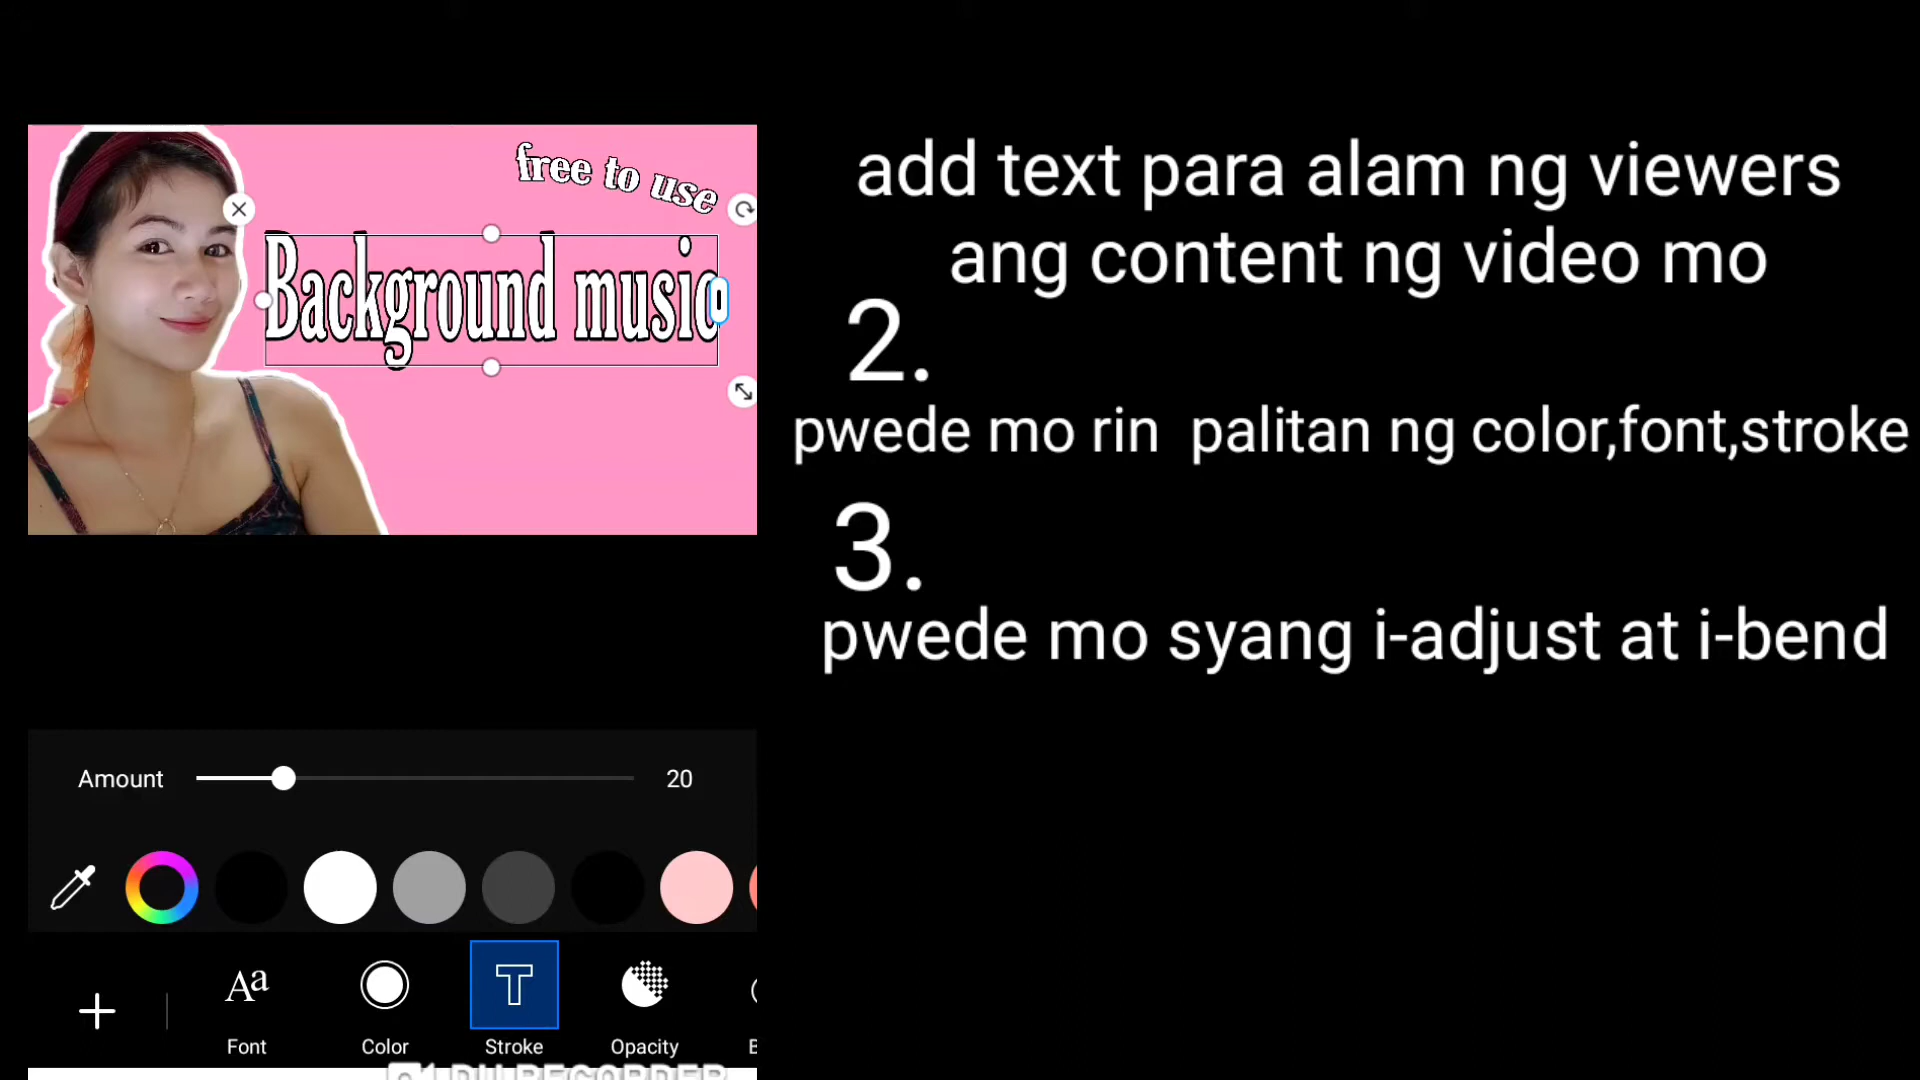 free to use
Background music
add text para alam ng viewers
ang content ng video mo
2.
pwede mo rin  palitan ng color,font,stroke
3.
pwede mo syang i-adjust at i-bend
Amount 20
Font Color Stroke Opacity
DU RECORDER